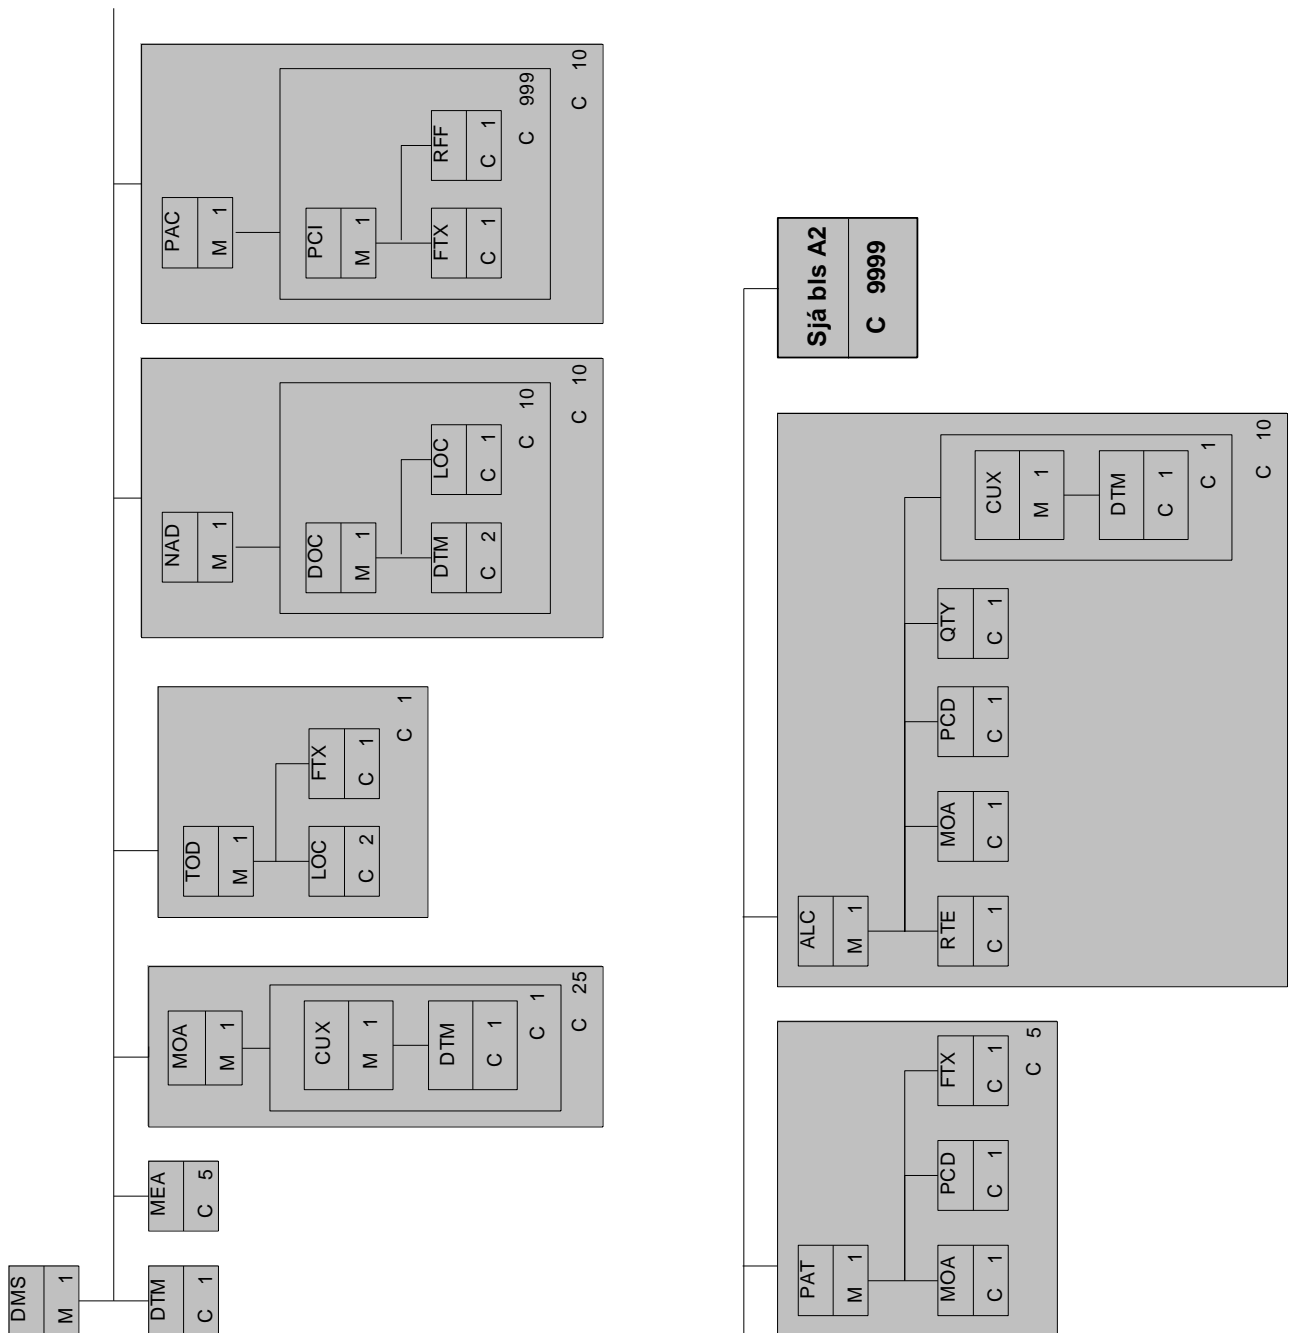 DMS
M 1
DTM
C 1
MEA
C 5
MOA
M 1
CUX
M 1
DTM
C 1
C 1
C 25
TOD
M 1
LOC
C 2
FTX
C 1
C 1
NAD
M 1
DOC
M 1
DTM
C 2
LOC
C 1
C 10
C 10
PAC
M 1
PCI
M 1
FTX
C 1
RFF
C 1
C 999
C 10
PAT
M 1
MOA
C 1
PCD
C 1
FTX
C 1
C 5
ALC
M 1
RTE
C 1
MOA
C 1
PCD
C 1
QTY
C 1
CUX
M 1
DTM
C 1
C 1
C 10
Sjá bls A2
C 9999